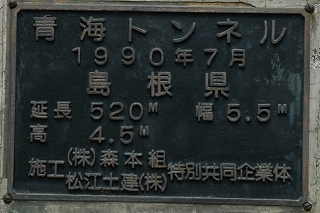 青海トンネル
1990年7月
島根県
延長 520M 幅 5.5M
高 4.5M
施工 (株)森本組 特別共同企業体
松江土建(株)